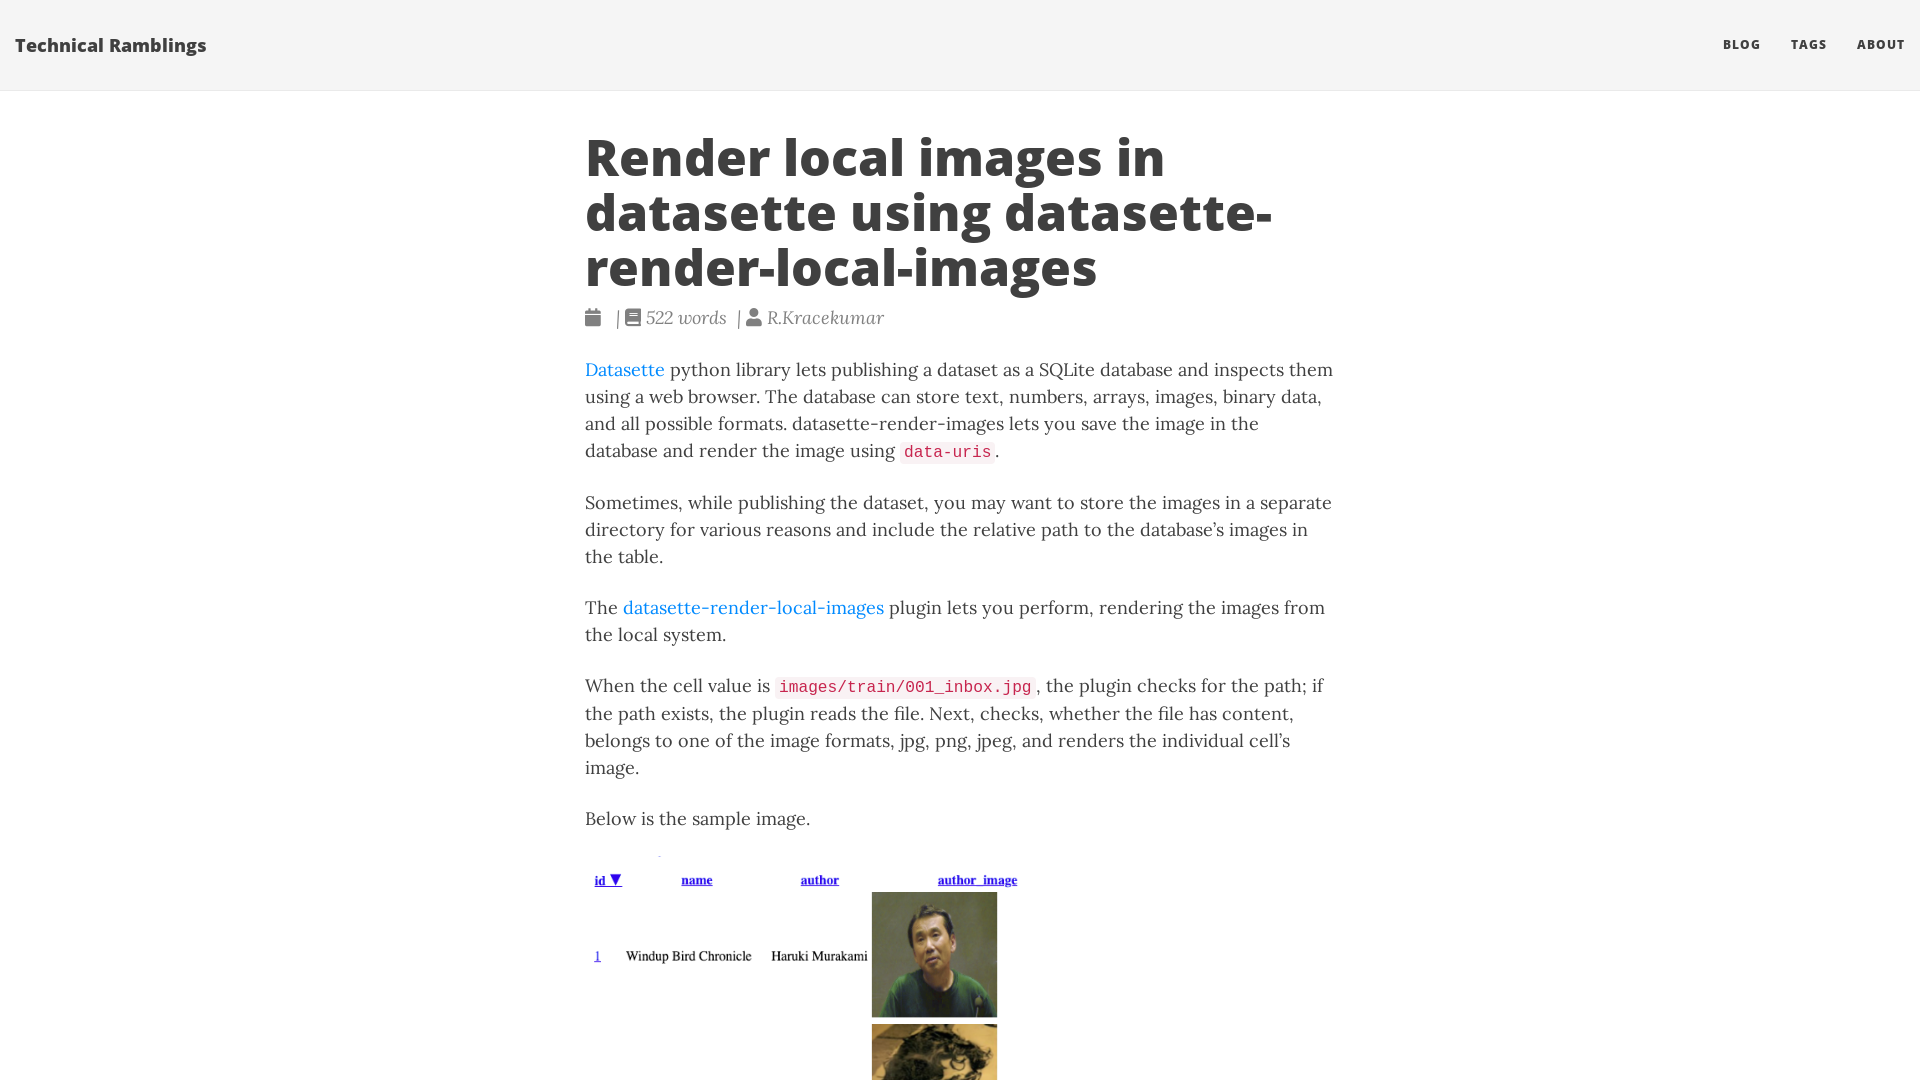 Technical Ramblings
BLOG TAGS ABOUT
Render local images in
datasette using datasette-
render-local-images
| 522 words | R.Kracekumar
Datasette python library lets publishing a dataset as a SQLite database and inspects them
using a web browser. The database can store text, numbers, arrays, images, binary data,
and all possible formats. datasette-render-images lets you save the image in the
database and render the image using data-uris.
Sometimes, while publishing the dataset, you may want to store the images in a separate
directory for various reasons and include the relative path to the database’s images in
the table.
The datasette-render-local-images plugin lets you perform, rendering the images from
the local system.
When the cell value is images/train/001_inbox.jpg, the plugin checks for the path; if
the path exists, the plugin reads the file. Next, checks, whether the file has content,
belongs to one of the image formats, jpg, png, jpeg, and renders the individual cell’s
image.
Below is the sample image.
id ▼ name author author_image
1 Windup Bird Chronicle Haruki Murakami